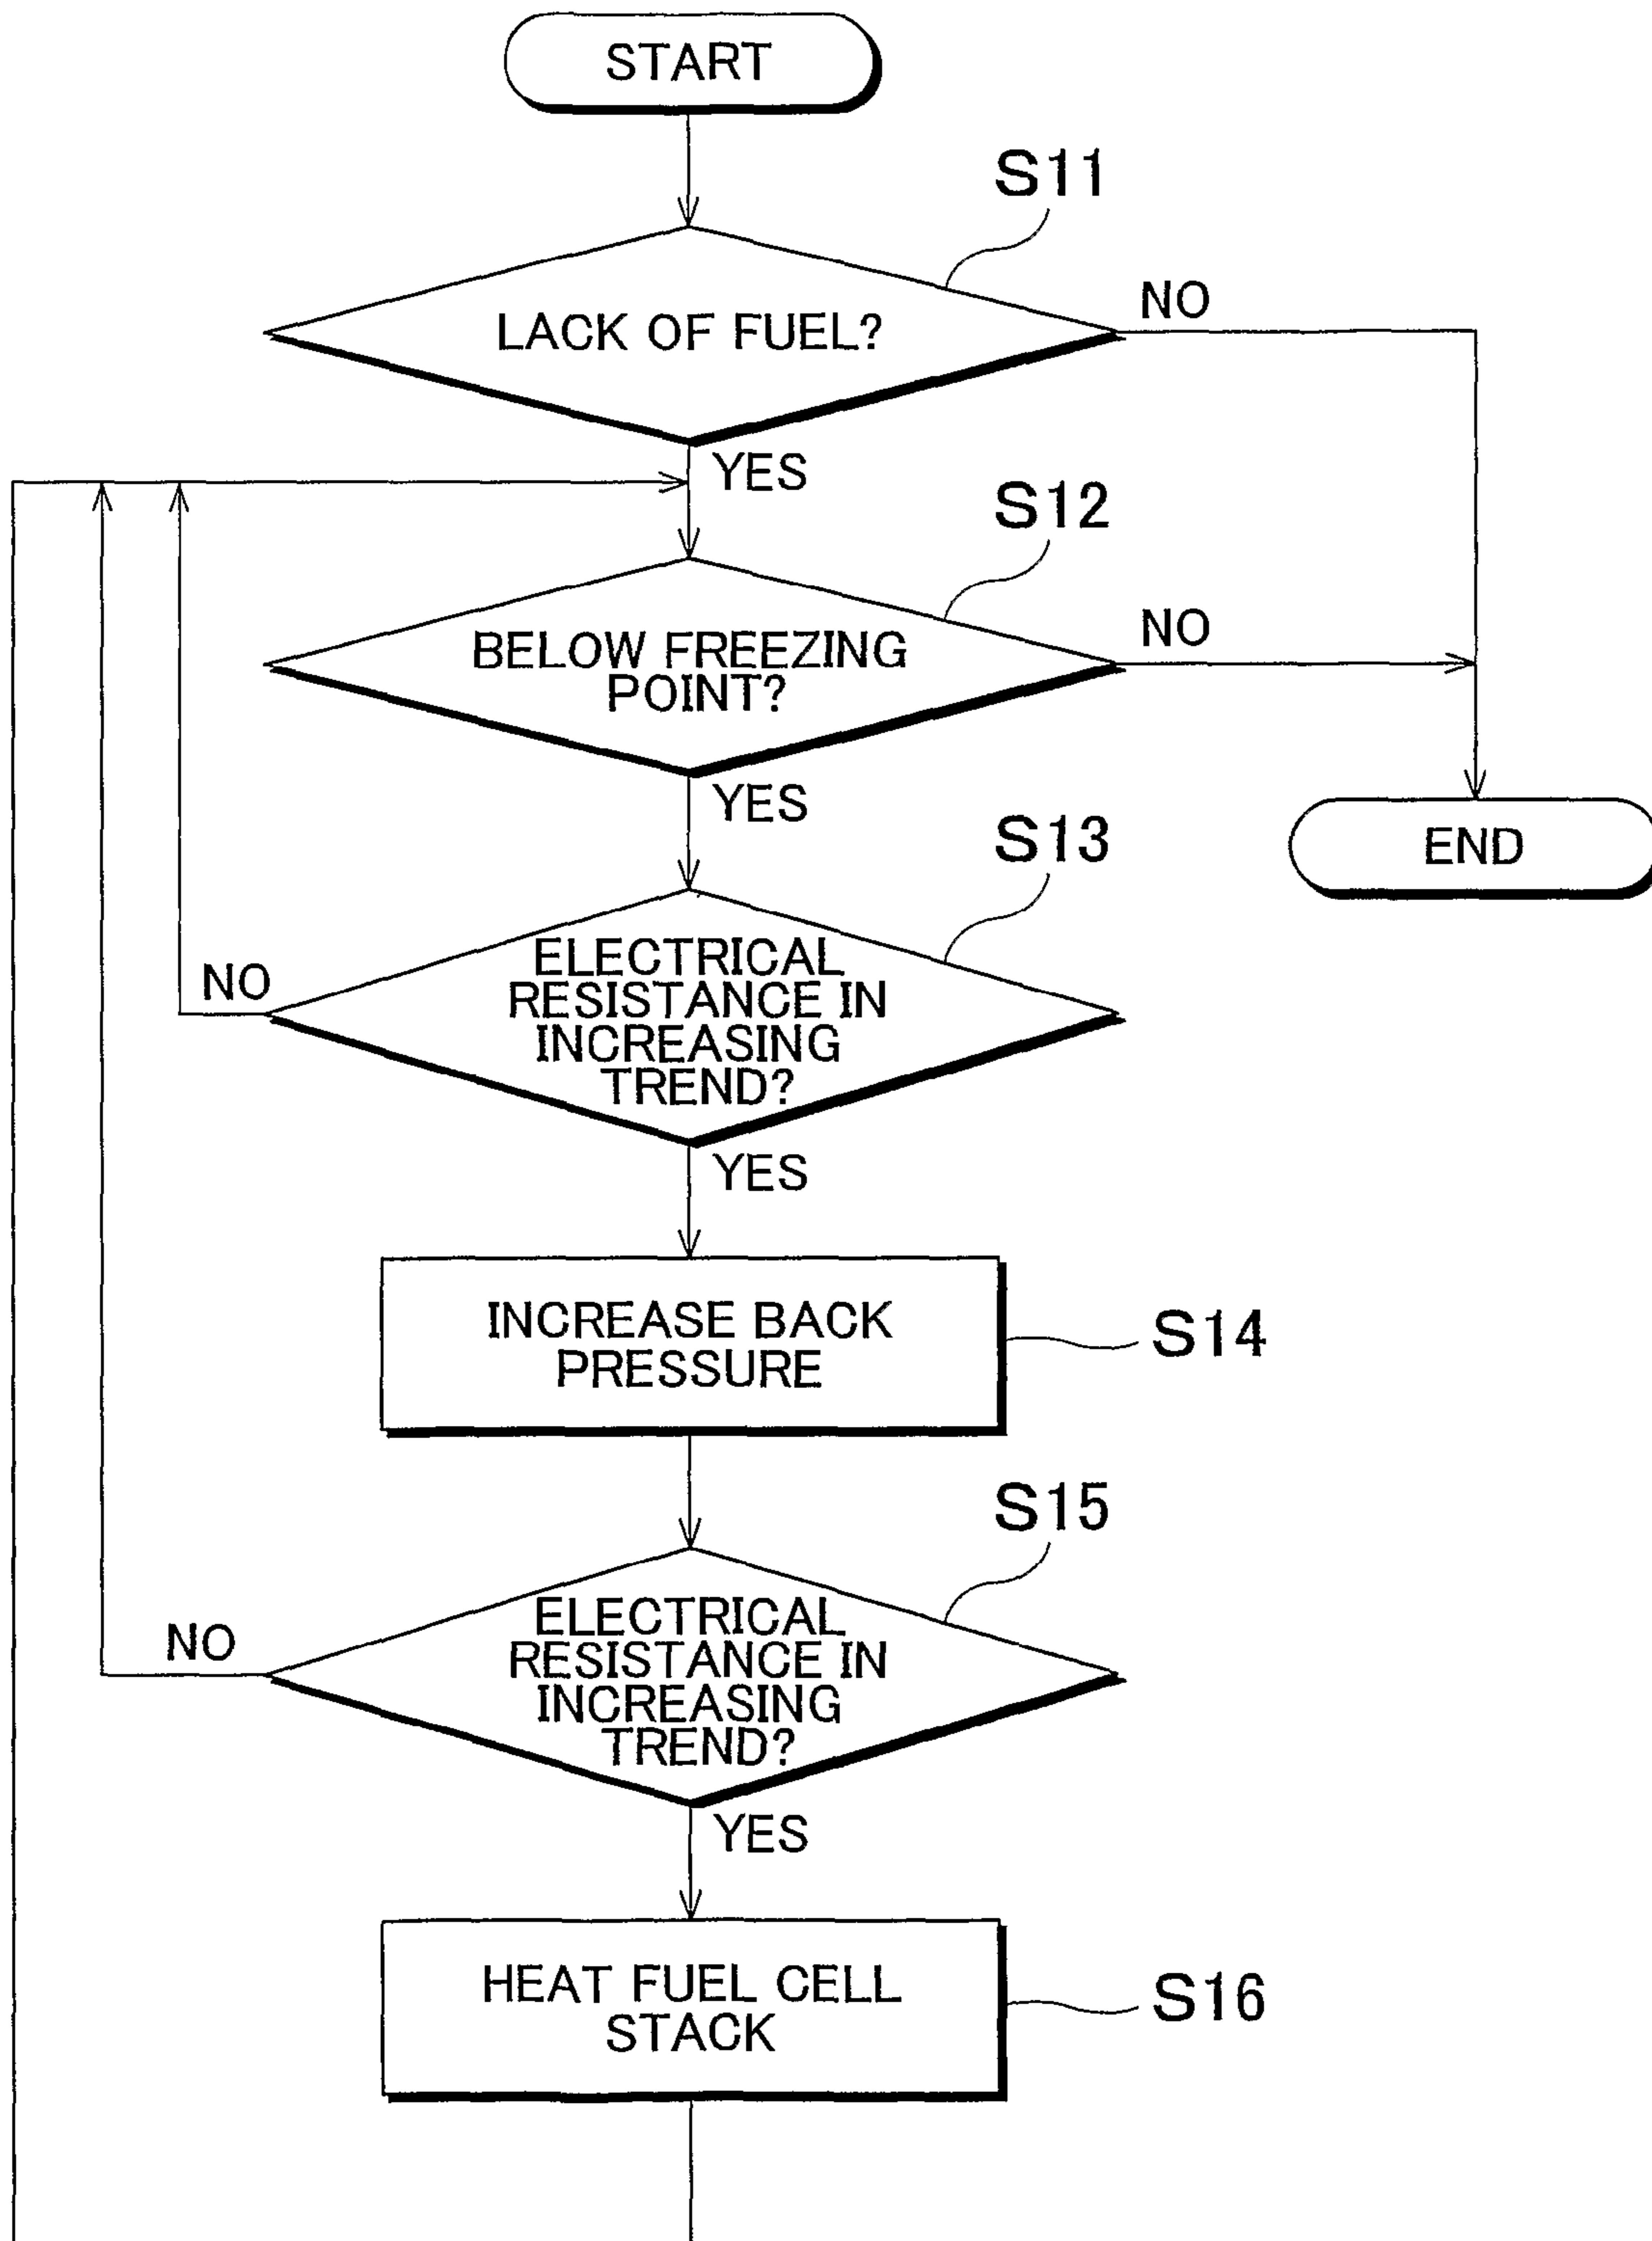 START
S11
LACK OF FUEL?
NO
YES
S12
BELOW FREEZING
POINT?
NO
YES
END
S13
ELECTRICAL
RESISTANCE IN
INCREASING
TREND?
NO
YES
INCREASE BACK
PRESSURE
S14
S15
ELECTRICAL
RESISTANCE IN
INCREASING
TREND?
NO
YES
HEAT FUEL CELL
STACK
S16